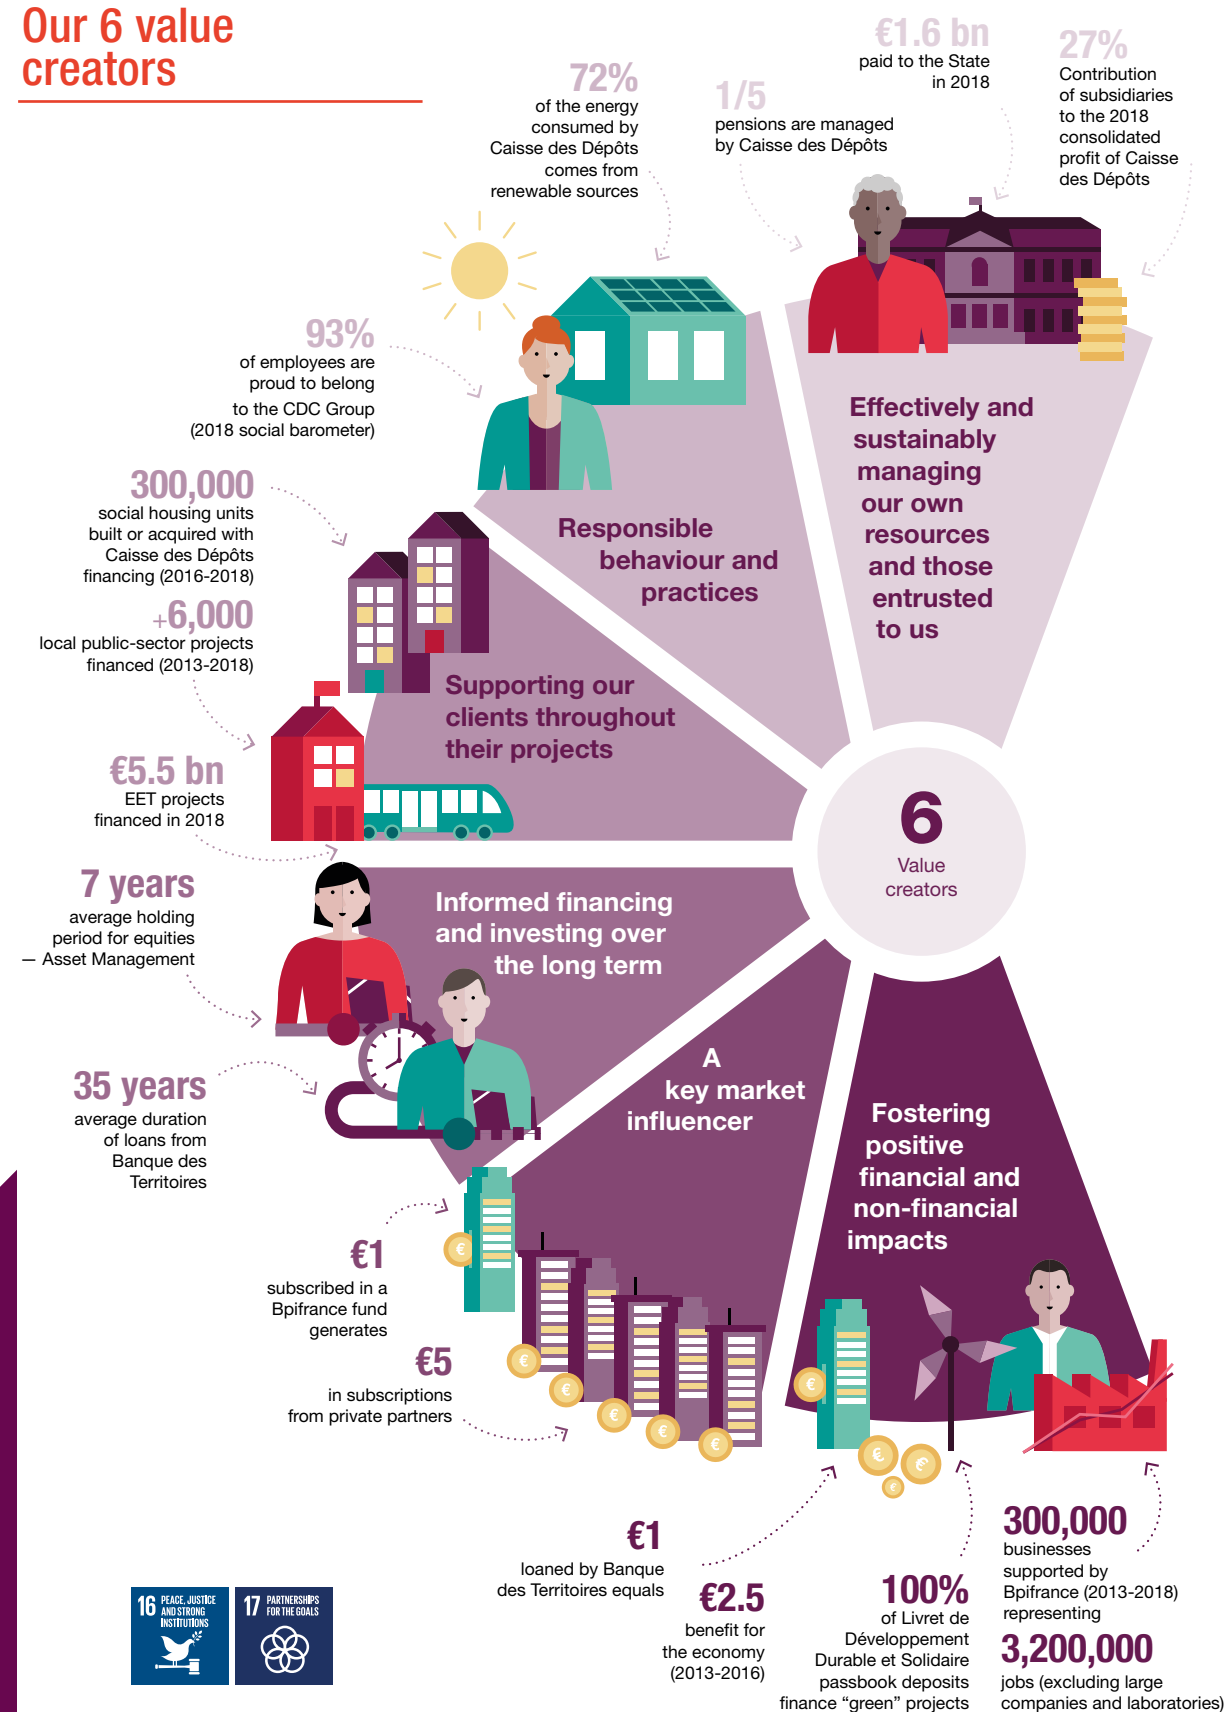 Our 6 value
creators
€1.6 bn
paid to the State
in 2018
27%
Contribution
of subsidiaries
to the 2018
consolidated
profit of Caisse
des Dépôts
72%
of the energy
consumed by
Caisse des Dépôts
comes from
renewable sources
1/5
pensions are managed
by Caisse des Dépôts
93%
of employees are
proud to belong
to the CDC Group
(2018 social barometer)
Effectively and
sustainably
managing
our own
resources
and those
entrusted
to us
300,000
social housing units
built or acquired with
Caisse des Dépôts
financing (2016-2018)
Responsible
behaviour and
practices
+6,000
local public-sector projects
financed (2013-2018)
Supporting our
clients throughout
their projects
€5.5 bn
EET projects
financed in 2018
6
Value
creators
7 years
average holding
period for equities
— Asset Management
Informed financing
and investing over
the long term
35 years
average duration
of loans from
Banque des
Territoires
A
key market
influencer
Fostering
positive
financial and
non-financial
impacts
€1
subscribed in a
Bpifrance fund
generates
€5
in subscriptions
from private partners
€
€
€
€
€
€
€
€
€
€
€1
loaned by Banque
des Territoires equals
€2.5
benefit for
the economy
(2013-2016)
100%
of Livret de
Développement
Durable et Solidaire
passbook deposits
finance “green” projects
300,000
businesses
supported by
Bpifrance (2013-2018)
representing
3,200,000
jobs (excluding large
companies and laboratories)
16 PEACE, JUSTICE
AND STRONG
INSTITUTIONS
17 PARTNERSHIPS
FOR THE GOALS